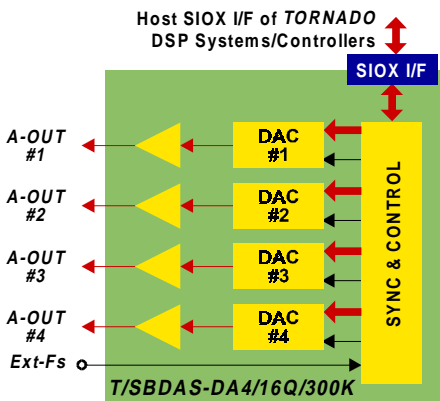 Host SIOX I/F of TORNADO
DSP Systems/Controllers
SIOX I/F
A-OUT
#1
DAC
#1
A-OUT
#2
DAC
#2
A-OUT
#3
DAC
#3
A-OUT
#4
DAC
#4
SYNC & CONTROL
Ext-Fs
T/SBDAS-DA4/16Q/300K